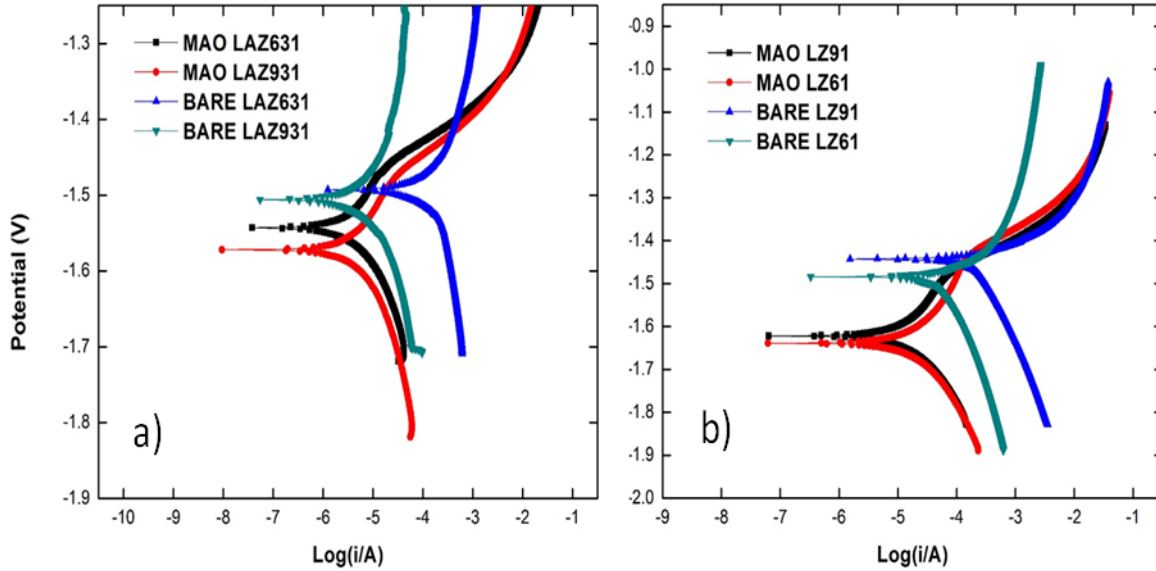 MAO LAZ631
MAO LAZ931
BARE LAZ631
BARE LAZ931
-1.3
-1.4
-1.5
-1.6
-1.7
-1.8
-1.9
Potential (V)
a)
-10 -9 -8 -7 -6 -5 -4 -3 -2 -1
Log(i/A)
MAO LZ91
MAO LZ61
BARE LZ91
BARE LZ61
-0.9
-1.0
-1.1
-1.2
-1.3
-1.4
-1.5
-1.6
-1.7
-1.8
-1.9
-2.0
b)
-9 -8 -7 -6 -5 -4 -3 -2 -1
Log(i/A)